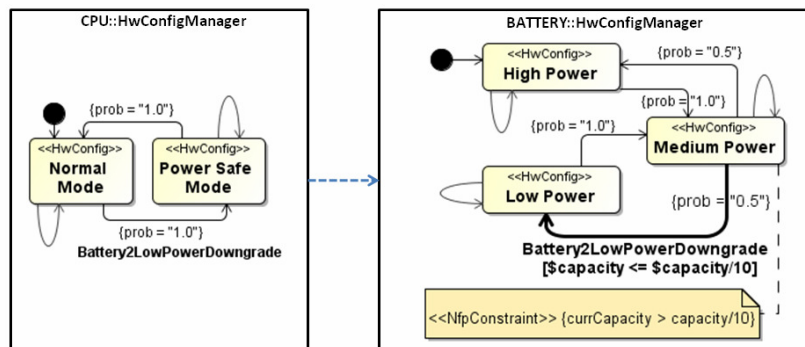 CPU::HwConfigManager
{prob = "1.0"}
<<HwConfig>>
Normal
Mode
<<HwConfig>>
Power Safe
Mode
{prob = "1.0"}
Battery2LowPowerDowngrade
BATTERY::HwConfigManager
<<HwConfig>>
High Power
{prob = "0.5"}
{prob = "1.0"}
{prob = "1.0"}
<<HwConfig>>
Medium Power
<<HwConfig>>
Low Power
{prob = "0.5"}
Battery2LowPowerDowngrade
[$capacity <= $capacity/10]
<<NfpConstraint>> {currCapacity > capacity/10}